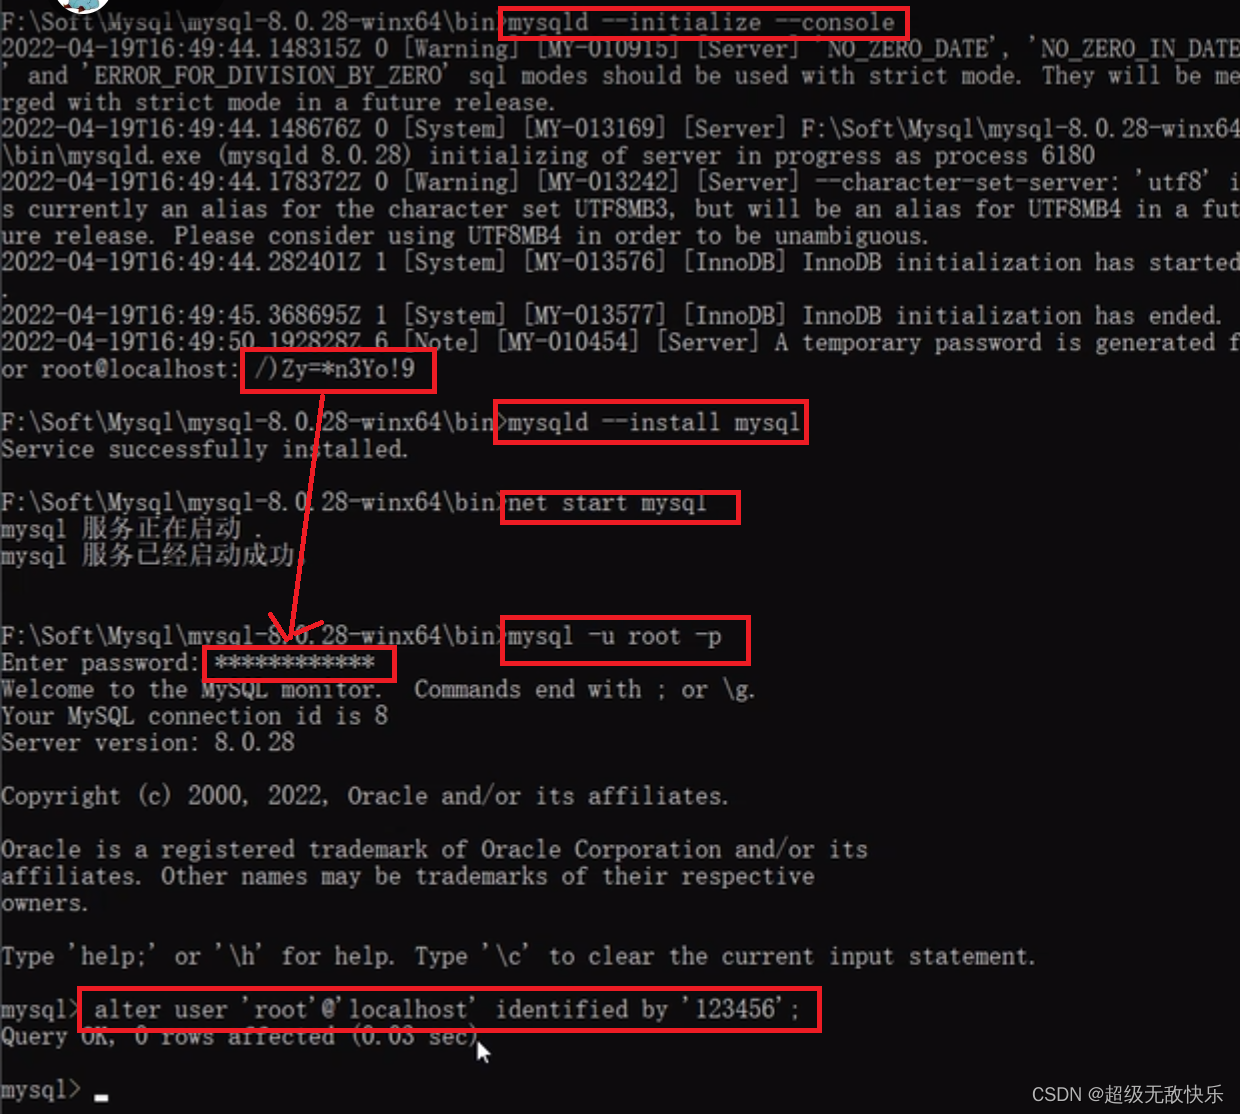 F:\Soft\Mysql\mysql-8.0.28-winx64\bin>mysqld --initialize --console
2022-04-19T16:49:44.148315Z 0 [Warning] [MY-010915] [Server] 'NO_ZERO_DATE', 'NO_ZERO_IN_DATE
' and 'ERROR_FOR_DIVISION_BY_ZERO' sql modes should be used with strict mode. They will be me
rged with strict mode in a future release.
2022-04-19T16:49:44.148676Z 0 [System] [MY-013169] [Server] F:\Soft\Mysql\mysql-8.0.28-winx64
\bin\mysqld.exe (mysqld 8.0.28) initializing of server in progress as process 6180
2022-04-19T16:49:44.178372Z 0 [Warning] [MY-013242] [Server] --character-set-server: 'utf8' i
s currently an alias for the character set UTF8MB3, but will be an alias for UTF8MB4 in a fut
ure release. Please consider using UTF8MB4 in order to be unambiguous.
2022-04-19T16:49:44.282401Z 1 [System] [MY-013576] [InnoDB] InnoDB initialization has started
.
2022-04-19T16:49:45.368695Z 1 [System] [MY-013577] [InnoDB] InnoDB initialization has ended.
2022-04-19T16:49:50.192828Z 6 [Note] [MY-010454] [Server] A temporary password is generated f
or root@localhost: /)Zy=*n3Yo!9
F:\Soft\Mysql\mysql-8.0.28-winx64\bin>mysqld --install mysql
Service successfully installed.
F:\Soft\Mysql\mysql-8.0.28-winx64\bin>net start mysql
mysql 服务正在启动 .
mysql 服务已经启动成功。
F:\Soft\Mysql\mysql-8.0.28-winx64\bin>mysql -u root -p
Enter password: ************
Welcome to the MySQL monitor.  Commands end with ; or \g.
Your MySQL connection id is 8
Server version: 8.0.28
Copyright (c) 2000, 2022, Oracle and/or its affiliates.
Oracle is a registered trademark of Oracle Corporation and/or its
affiliates. Other names may be trademarks of their respective
owners.
Type 'help;' or '\h' for help. Type '\c' to clear the current input statement.
mysql> alter user 'root'@'localhost' identified by '123456';
Query OK, 0 rows affected (0.03 sec)
mysql>
CSDN @超级无敌快乐